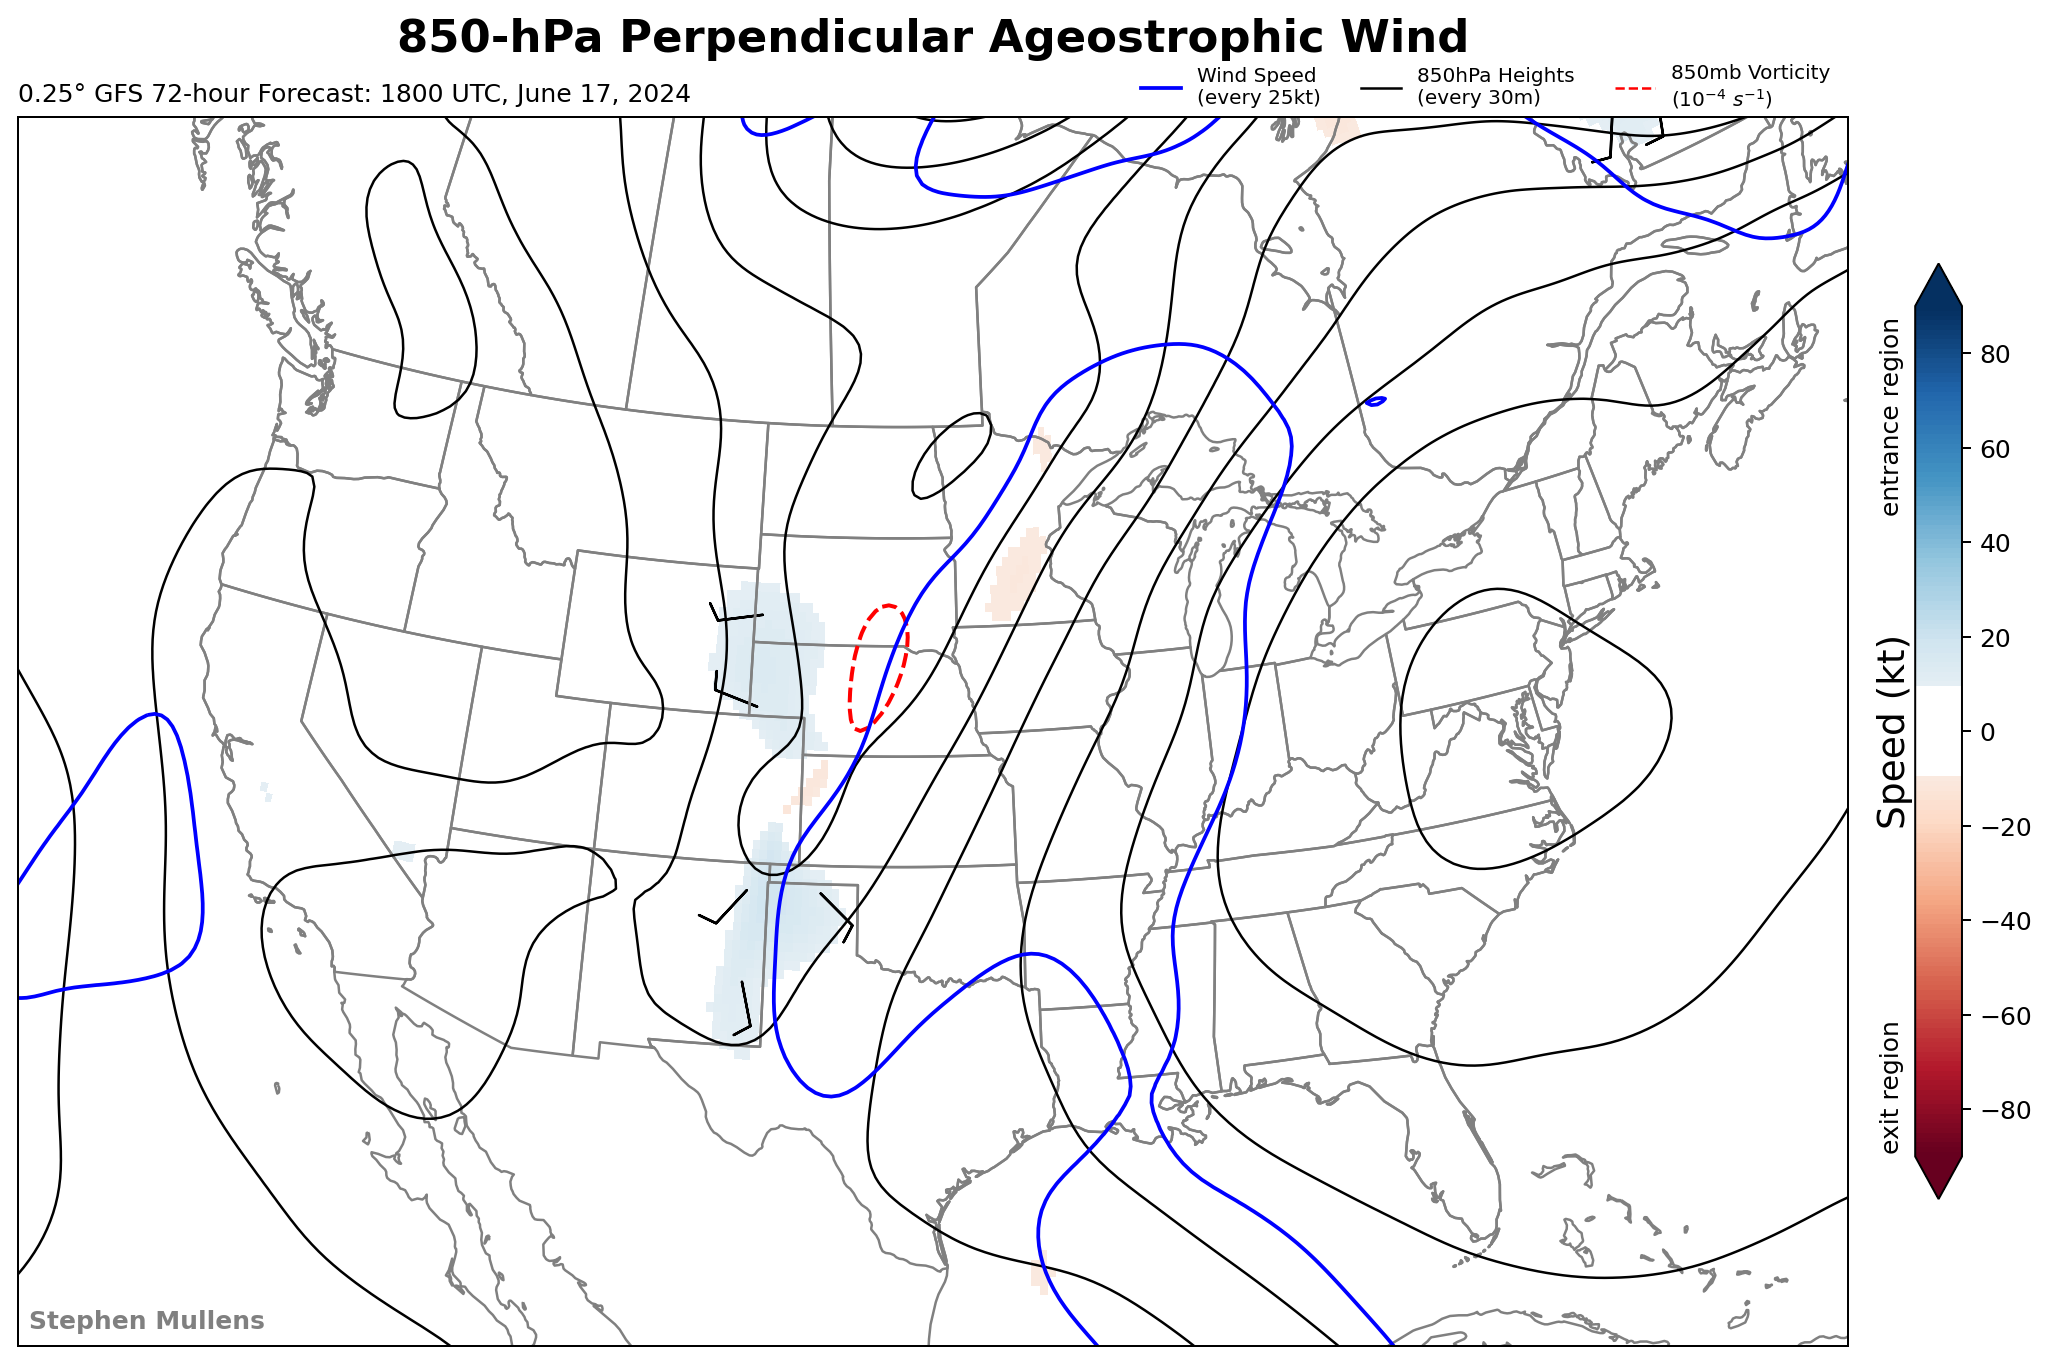 850-hPa Perpendicular Ageostrophic Wind
0.25° GFS 72-hour Forecast: 1800 UTC, June 17, 2024
Wind Speed
(every 25kt)
850hPa Heights
(every 30m)
850mb Vorticity
(10⁻⁴ s⁻¹)
entrance region
Speed (kt)
exit region
80
60
40
20
0
−20
−40
−60
−80
Stephen Mullens